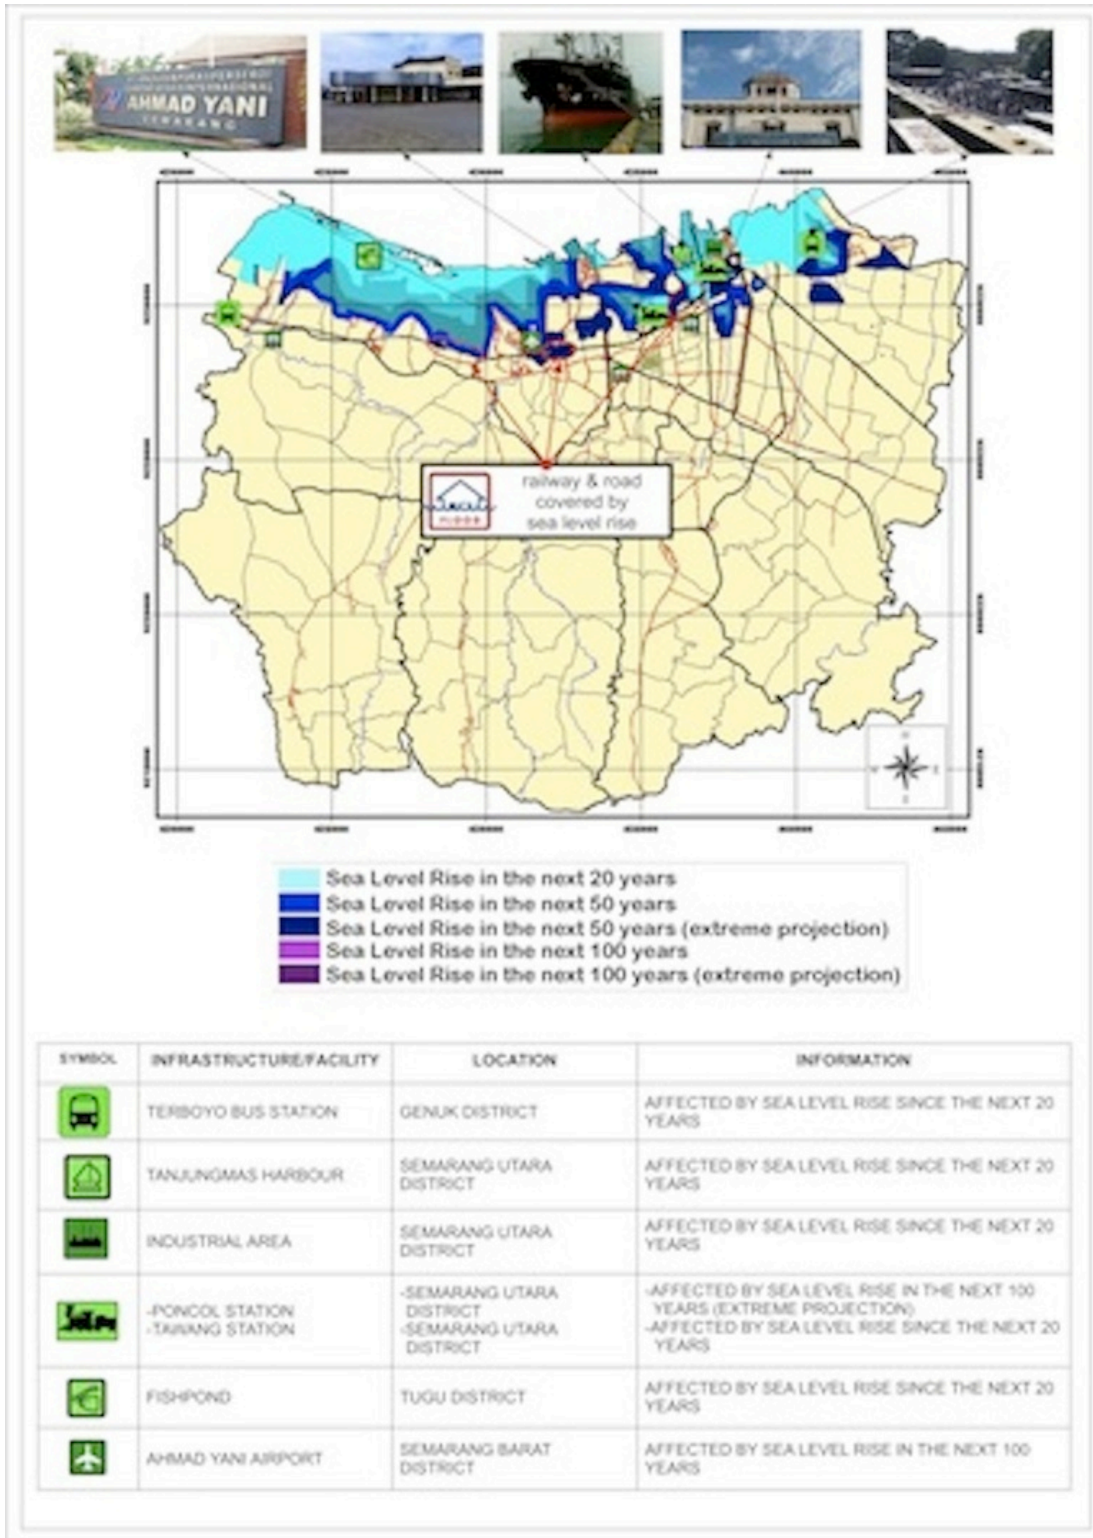 AHMAD YANI
SEMARANG
railway & road
covered by
sea level rise
FLOOD
Sea Level Rise in the next 20 years
Sea Level Rise in the next 50 years
Sea Level Rise in the next 50 years (extreme projection)
Sea Level Rise in the next 100 years
Sea Level Rise in the next 100 years (extreme projection)
SYMBOL INFRASTRUCTURE/FACILITY LOCATION INFORMATION
TERBOYO BUS STATION GENUK DISTRICT AFFECTED BY SEA LEVEL RISE SINCE THE NEXT 20
YEARS
TANJUNGMAS HARBOUR SEMARANG UTARA AFFECTED BY SEA LEVEL RISE SINCE THE NEXT 20
DISTRICT YEARS
INDUSTRIAL AREA SEMARANG UTARA AFFECTED BY SEA LEVEL RISE SINCE THE NEXT 20
DISTRICT YEARS
-PONCOL STATION -SEMARANG UTARA -AFFECTED BY SEA LEVEL RISE IN THE NEXT 100
DISTRICT YEARS (EXTREME PROJECTION)
-TAWANG STATION -SEMARANG UTARA -AFFECTED BY SEA LEVEL RISE SINCE THE NEXT 20
DISTRICT YEARS
FISHPOND TUGU DISTRICT AFFECTED BY SEA LEVEL RISE SINCE THE NEXT 20
YEARS
AHMAD YANI AIRPORT SEMARANG BARAT AFFECTED BY SEA LEVEL RISE IN THE NEXT 100
DISTRICT YEARS